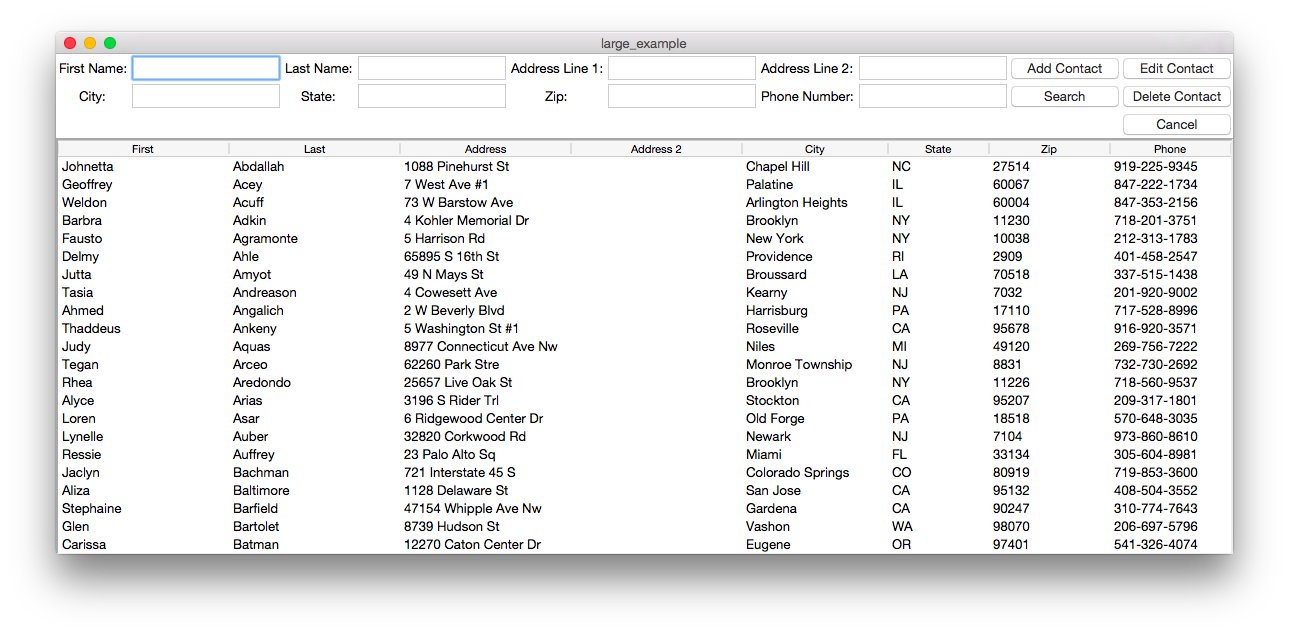 large_example
First Name: Last Name: Address Line 1: Address Line 2: Add Contact Edit Contact
City: State: Zip: Phone Number: Search Delete Contact
Cancel
First Last Address Address 2 City State Zip Phone
Johnetta Abdallah 1088 Pinehurst St Chapel Hill NC 27514 919-225-9345
Geoffrey Acey 7 West Ave #1 Palatine IL 60067 847-222-1734
Weldon Acuff 73 W Barstow Ave Arlington Heights IL 60004 847-353-2156
Barbra Adkin 4 Kohler Memorial Dr Brooklyn NY 11230 718-201-3751
Fausto Agramonte 5 Harrison Rd New York NY 10038 212-313-1783
Delmy Ahle 65895 S 16th St Providence RI 2909 401-458-2547
Jutta Amyot 49 N Mays St Broussard LA 70518 337-515-1438
Tasia Andreason 4 Cowesett Ave Kearny NJ 7032 201-920-9002
Ahmed Angalich 2 W Beverly Blvd Harrisburg PA 17110 717-528-8996
Thaddeus Ankeny 5 Washington St #1 Roseville CA 95678 916-920-3571
Judy Aquas 8977 Connecticut Ave Nw Niles MI 49120 269-756-7222
Tegan Arceo 62260 Park Stre Monroe Township NJ 8831 732-730-2692
Rhea Aredondo 25657 Live Oak St Brooklyn NY 11226 718-560-9537
Alyce Arias 3196 S Rider Trl Stockton CA 95207 209-317-1801
Loren Asar 6 Ridgewood Center Dr Old Forge PA 18518 570-648-3035
Lynelle Auber 32820 Corkwood Rd Newark NJ 7104 973-860-8610
Ressie Auffrey 23 Palo Alto Sq Miami FL 33134 305-604-8981
Jaclyn Bachman 721 Interstate 45 S Colorado Springs CO 80919 719-853-3600
Aliza Baltimore 1128 Delaware St San Jose CA 95132 408-504-3552
Stephaine Barfield 47154 Whipple Ave Nw Gardena CA 90247 310-774-7643
Glen Bartolet 8739 Hudson St Vashon WA 98070 206-697-5796
Carissa Batman 12270 Caton Center Dr Eugene OR 97401 541-326-4074